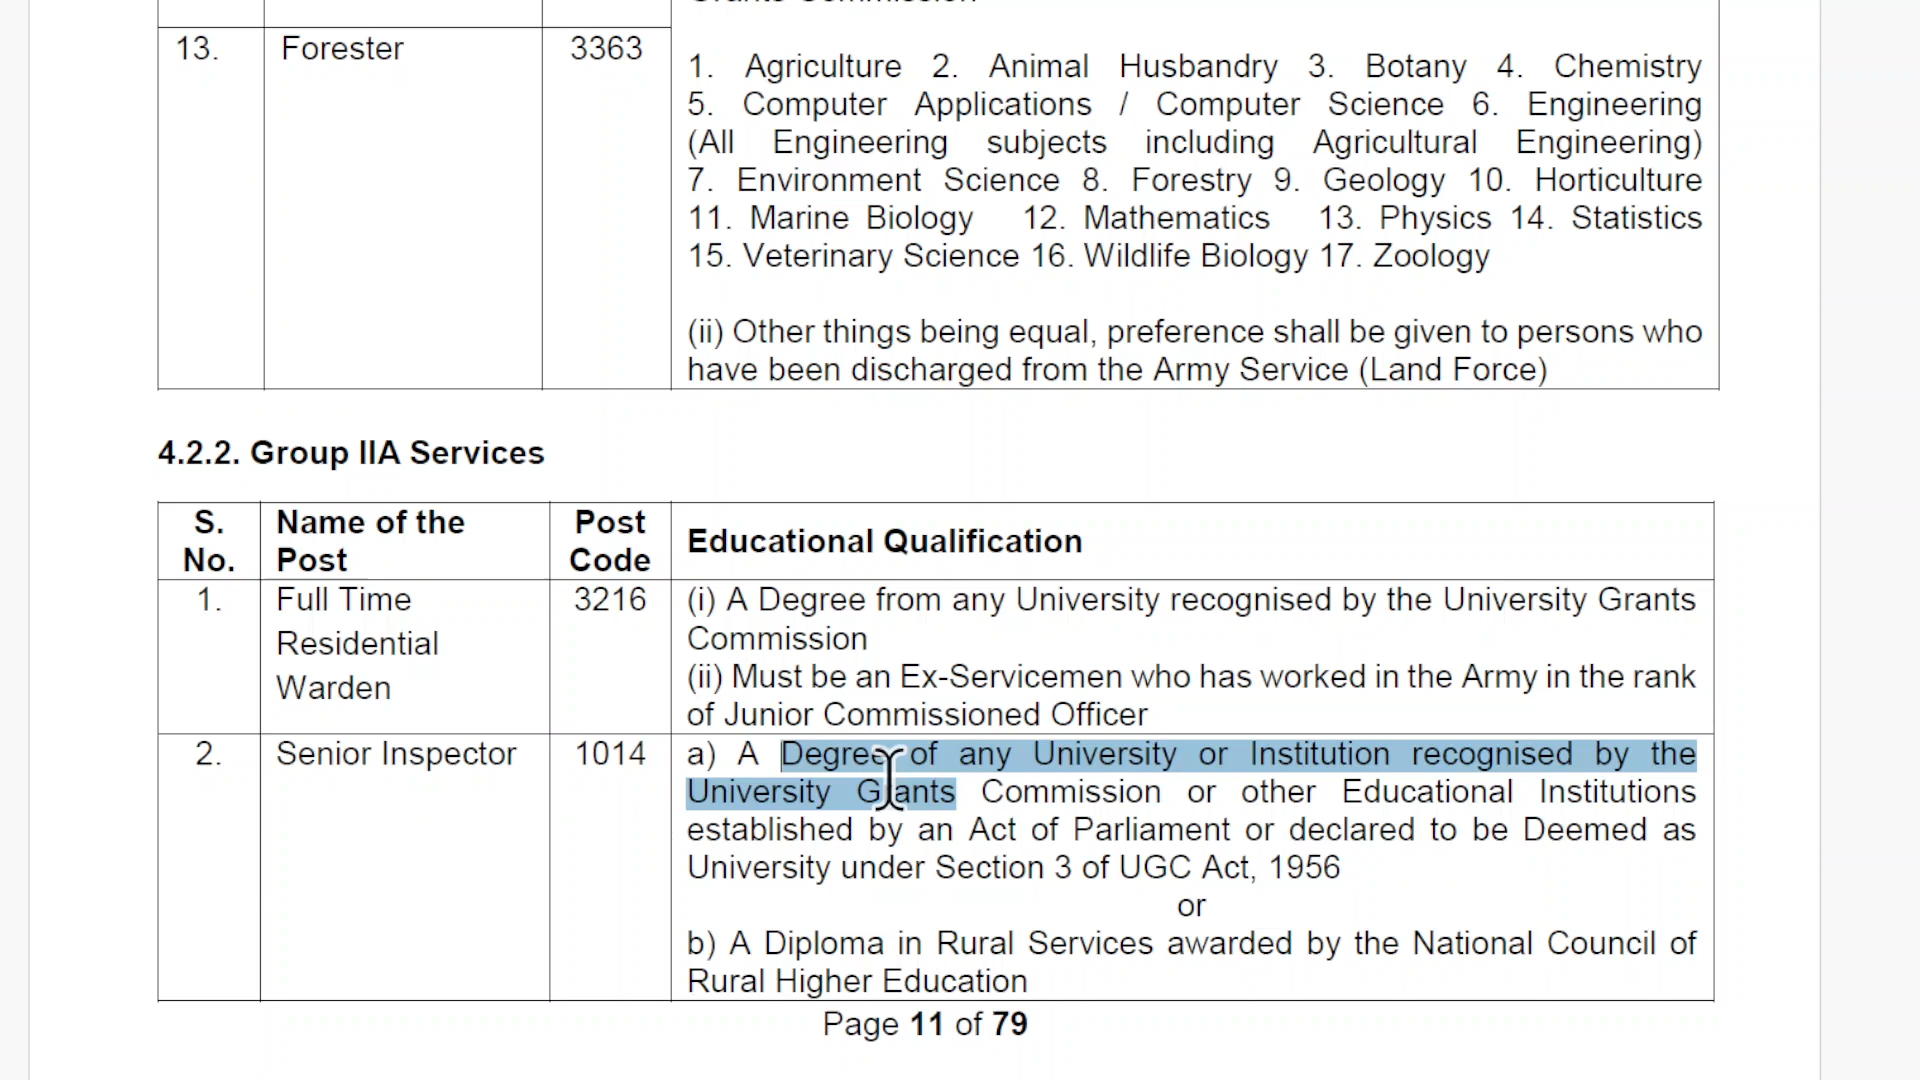 13. Forester 3363
1. Agriculture 2. Animal Husbandry 3. Botany 4. Chemistry
5. Computer Applications / Computer Science 6. Engineering
(All Engineering subjects including Agricultural Engineering)
7. Environment Science 8. Forestry 9. Geology 10. Horticulture
11. Marine Biology 12. Mathematics 13. Physics 14. Statistics
15. Veterinary Science 16. Wildlife Biology 17. Zoology
(ii) Other things being equal, preference shall be given to persons who
have been discharged from the Army Service (Land Force)
4.2.2. Group IIA Services
S. No.
Name of the Post
Post Code
Educational Qualification
1.
Full Time
Residential
Warden
3216
(i) A Degree from any University recognised by the University Grants
Commission
(ii) Must be an Ex-Servicemen who has worked in the Army in the rank
of Junior Commissioned Officer
2.
Senior Inspector
1014
a) A Degree of any University or Institution recognised by the
University Grants Commission or other Educational Institutions
established by an Act of Parliament or declared to be Deemed as
University under Section 3 of UGC Act, 1956
or
b) A Diploma in Rural Services awarded by the National Council of
Rural Higher Education
Page 11 of 79